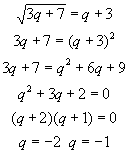 √(3q + 7) = q + 3
3q + 7 = (q + 3)²
3q + 7 = q² + 6q + 9
q² + 3q + 2 = 0
(q + 2)(q + 1) = 0
q = −2 q = −1